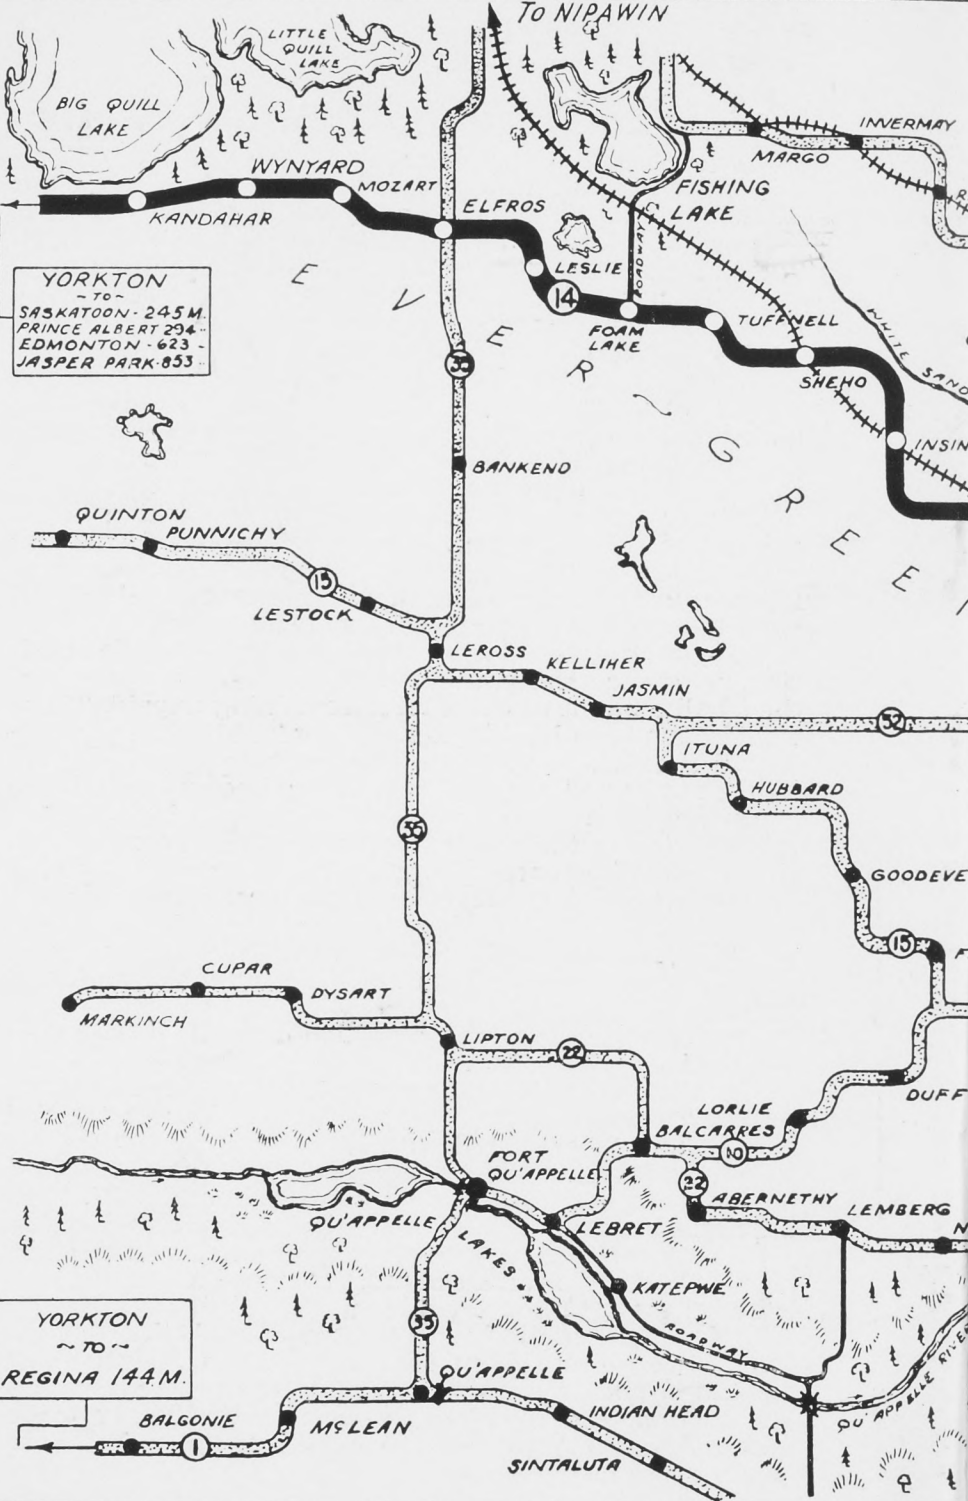 TO NIPAWIN
LITTLE
QUILL
LAKE
BIG QUILL
LAKE
INVERMAY
MARGO
WYNYARD
MOZART
KANDAHAR
ELFROS
FISHING
LAKE
ROADWAY
LESLIE
14
FOAM
LAKE
TUFFNELL
SHEHO
WHITE SAND
INSIN
YORKTON
~TO~
SASKATOON - 245 M.
PRINCE ALBERT 294 "
EDMONTON - 623 -
JASPER PARK - 853 "
EVER ~ GREE
35
BANKEND
QUINTON
PUNNICHY
15
LESTOCK
LEROSS
KELLIHER
JASMIN
52
ITUNA
HUBBARD
35
GOODEVE
15
F
CUPAR
DYSART
MARKINCH
LIPTON
22
DUFF
LORLIE
BALCARRES
FORT
QU'APPELLE
22
ABERNETHY
LEMBERG
N
QU'APPELLE
LAKES
LEBRET
KATEPWE
ROADWAY
QU'APPELLE RIVER
35
YORKTON
~ TO ~
REGINA 144 M.
QU'APPELLE
BALGONIE
1
McLEAN
INDIAN HEAD
SINTALUTA